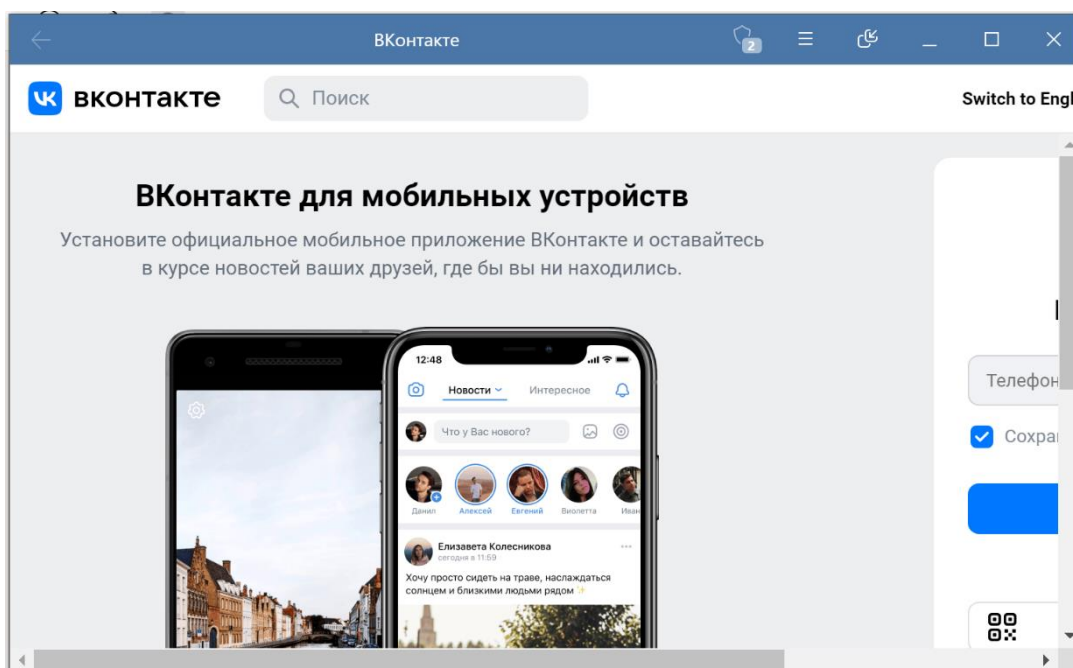 ВКонтакте
2
вконтакте
Поиск
Switch to Engl
ВКонтакте для мобильных устройств
Установите официальное мобильное приложение ВКонтакте и оставайтесь
в курсе новостей ваших друзей, где бы вы ни находились.
12:48
Новости
Интересное
Что у Вас нового?
Данил
Алексей
Евгений
Виолетта
Иван
Елизавета Колесникова
сегодня в 11:59
Хочу просто сидеть на траве, наслаждаться
солнцем и близкими людьми рядом ✨
Телефон
Сохра